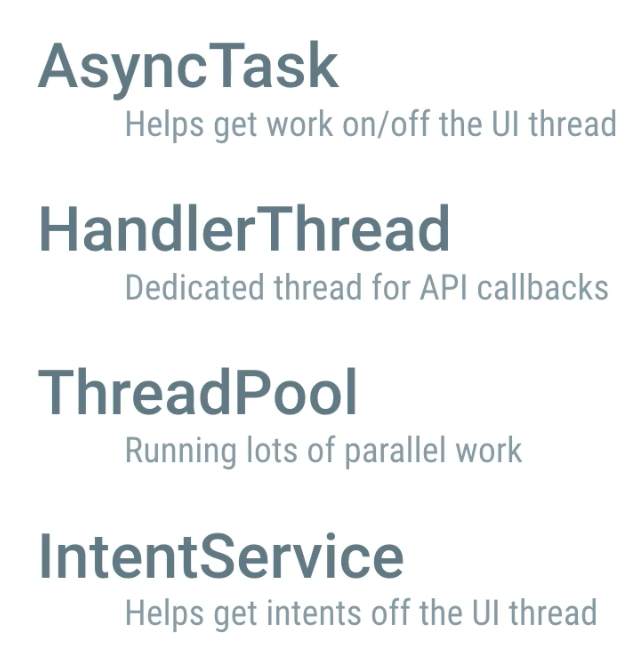 AsyncTask
Helps get work on/off the UI thread
HandlerThread
Dedicated thread for API callbacks
ThreadPool
Running lots of parallel work
IntentService
Helps get intents off the UI thread